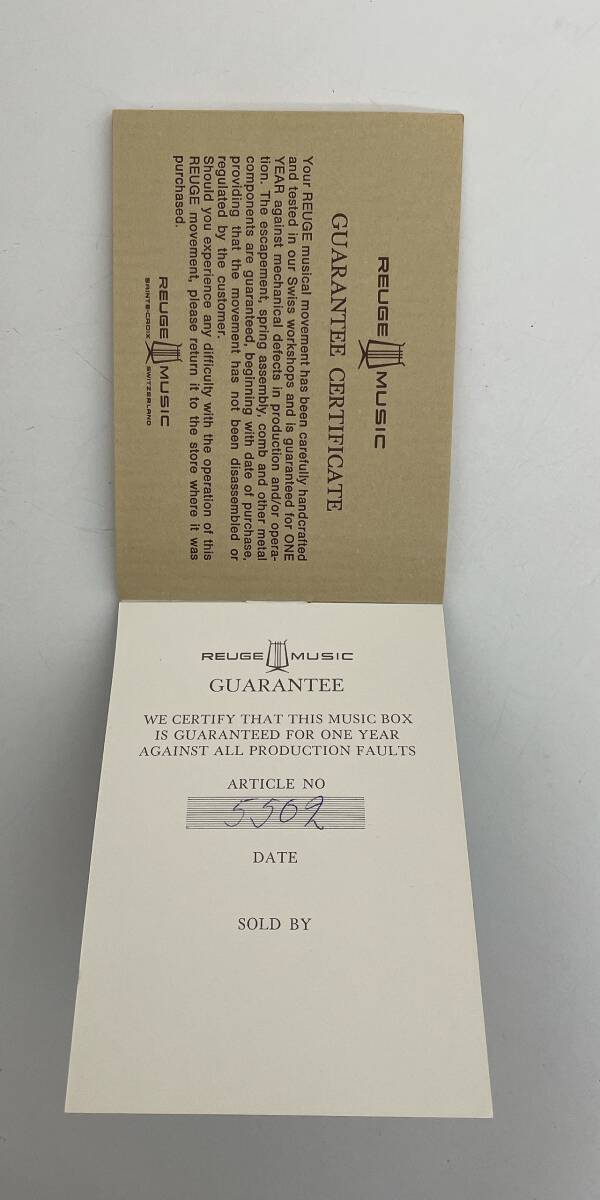 REUGE MUSIC
GUARANTEE CERTIFICATE
Your REUGE musical movement has been carefully handcrafted
and tested in our Swiss workshops and is guaranteed for ONE
YEAR against mechanical defects in production and/or opera-
tion. The escapement, spring assembly, comb and other metal
components are guaranteed, beginning with date of purchase,
providing that the movement has not been disassembled or
regulated by the customer.
Should you experience any difficulty with the operation of this
REUGE movement, please return it to the store where it was
purchased.
REUGE MUSIC
SAINTE-CROIX SWITZERLAND
REUGE MUSIC
GUARANTEE
WE CERTIFY THAT THIS MUSIC BOX
IS GUARANTEED FOR ONE YEAR
AGAINST ALL PRODUCTION FAULTS
ARTICLE NO
5502
DATE
SOLD BY